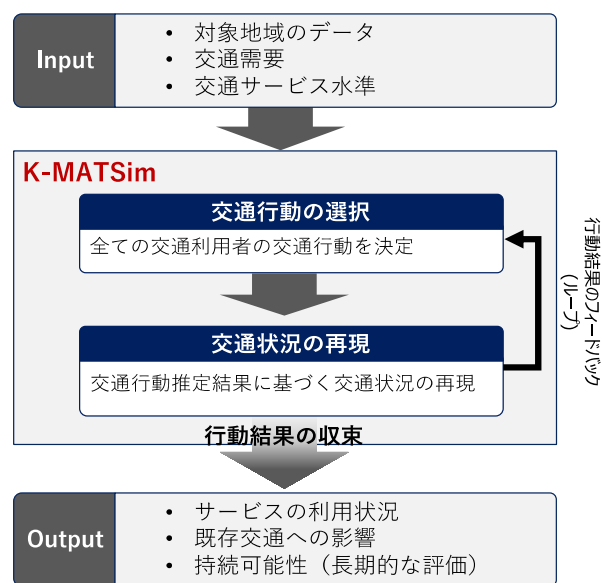 Input
• 対象地域のデータ
• 交通需要
• 交通サービス水準
K-MATSim
交通行動の選択
全ての交通利用者の交通行動を決定
交通状況の再現
交通行動推定結果に基づく交通状況の再現
行動結果のフィードバック
(ループ)
行動結果の収束
Output
• サービスの利用状況
• 既存交通への影響
• 持続可能性（長期的な評価）